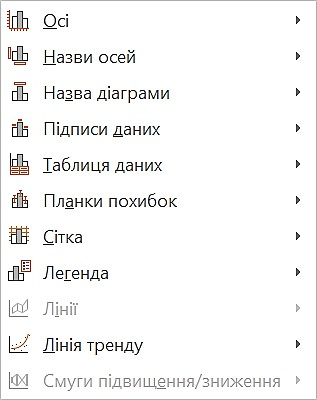 Осі
Назви осей
Назва діаграми
Підписи даних
Таблиця даних
Планки похибок
Сітка
Легенда
Лінії
Лінія тренду
Смуги підвищення/зниження